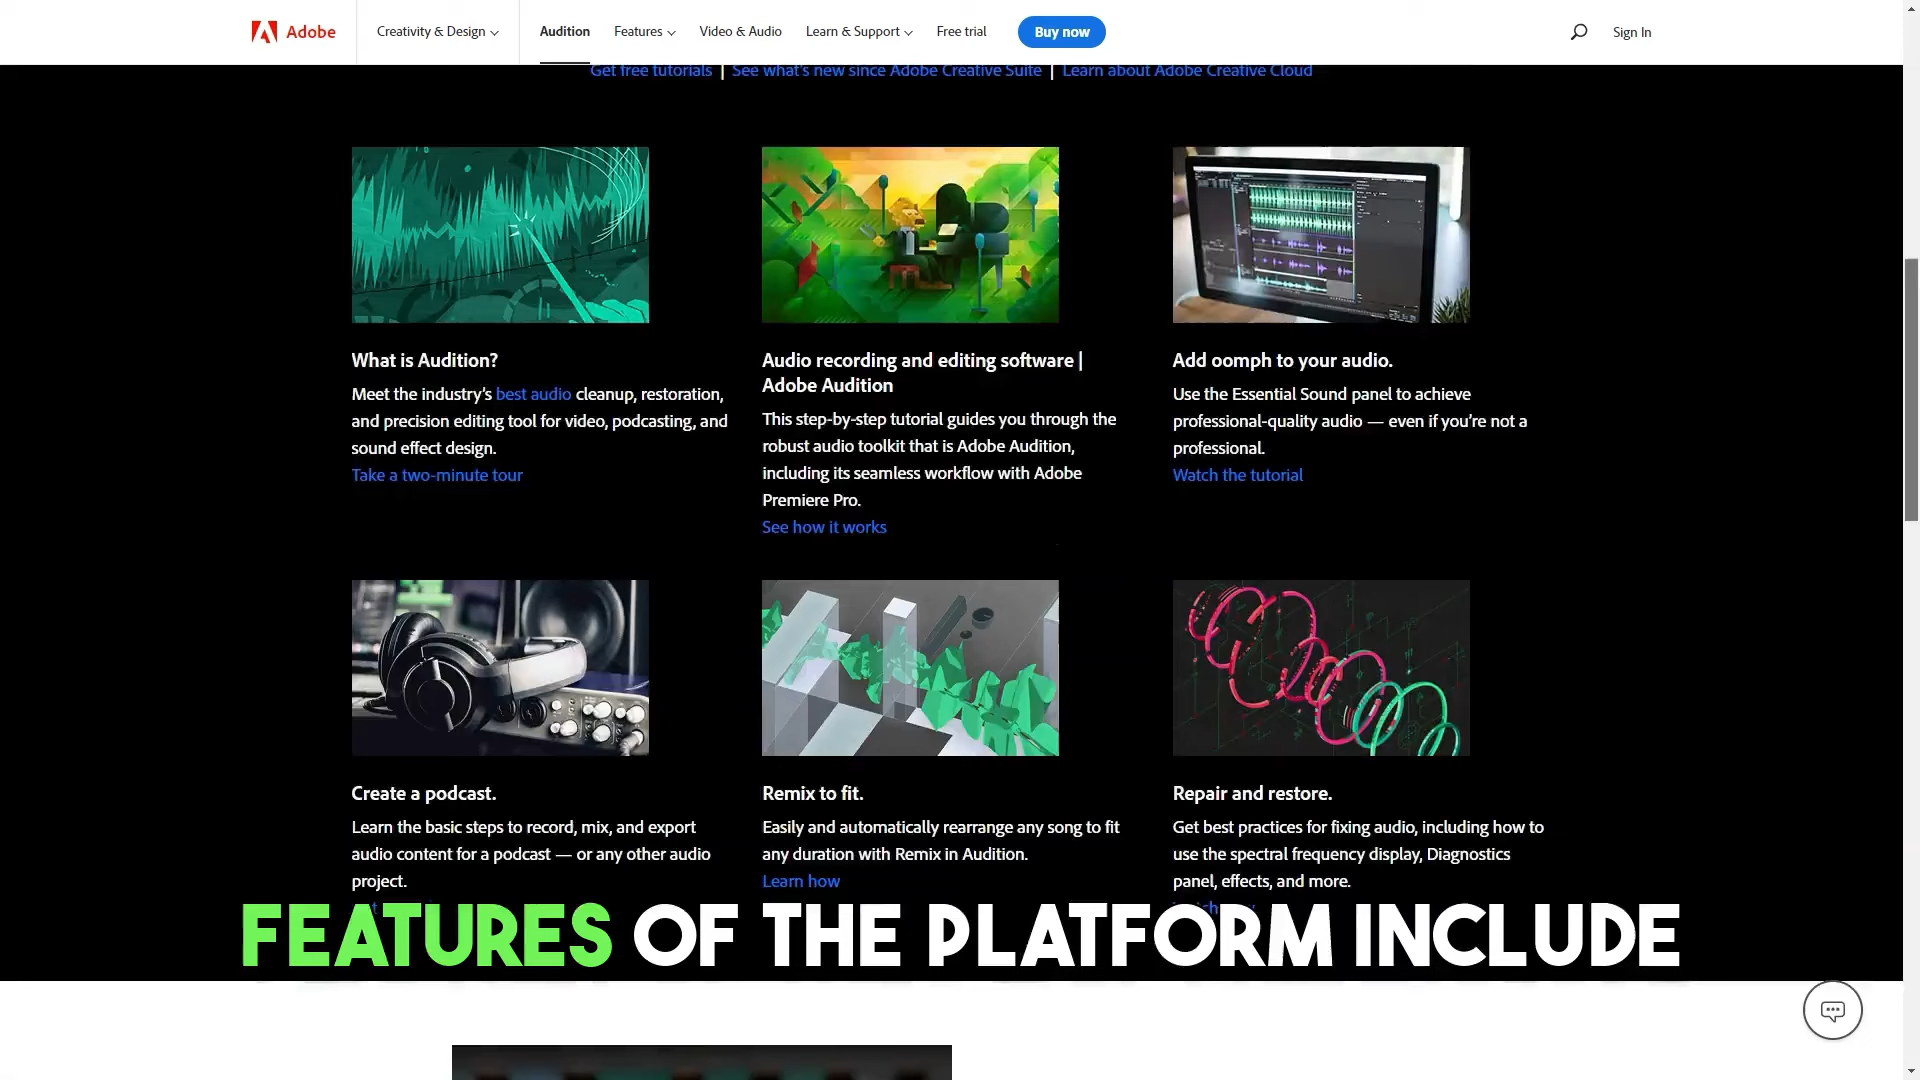 Adobe
Creativity & Design
Audition
Features
Video & Audio
Learn & Support
Free trial
Buy now
Sign In
Get free tutorials | See what's new since Adobe Creative Suite | Learn about Adobe Creative Cloud
What is Audition?
Meet the industry's best audio cleanup, restoration,
and precision editing tool for video, podcasting, and
sound effect design.
Take a two-minute tour
Audio recording and editing software |
Adobe Audition
This step-by-step tutorial guides you through the
robust audio toolkit that is Adobe Audition,
including its seamless workflow with Adobe
Premiere Pro.
See how it works
Add oomph to your audio.
Use the Essential Sound panel to achieve
professional-quality audio — even if you're not a
professional.
Watch the tutorial
Create a podcast.
Learn the basic steps to record, mix, and export
audio content for a podcast — or any other audio
project.
Remix to fit.
Easily and automatically rearrange any song to fit
any duration with Remix in Audition.
Learn how
Repair and restore.
Get best practices for fixing audio, including how to
use the spectral frequency display, Diagnostics
panel, effects, and more.
FEATURES OF THE PLATFORM INCLUDE